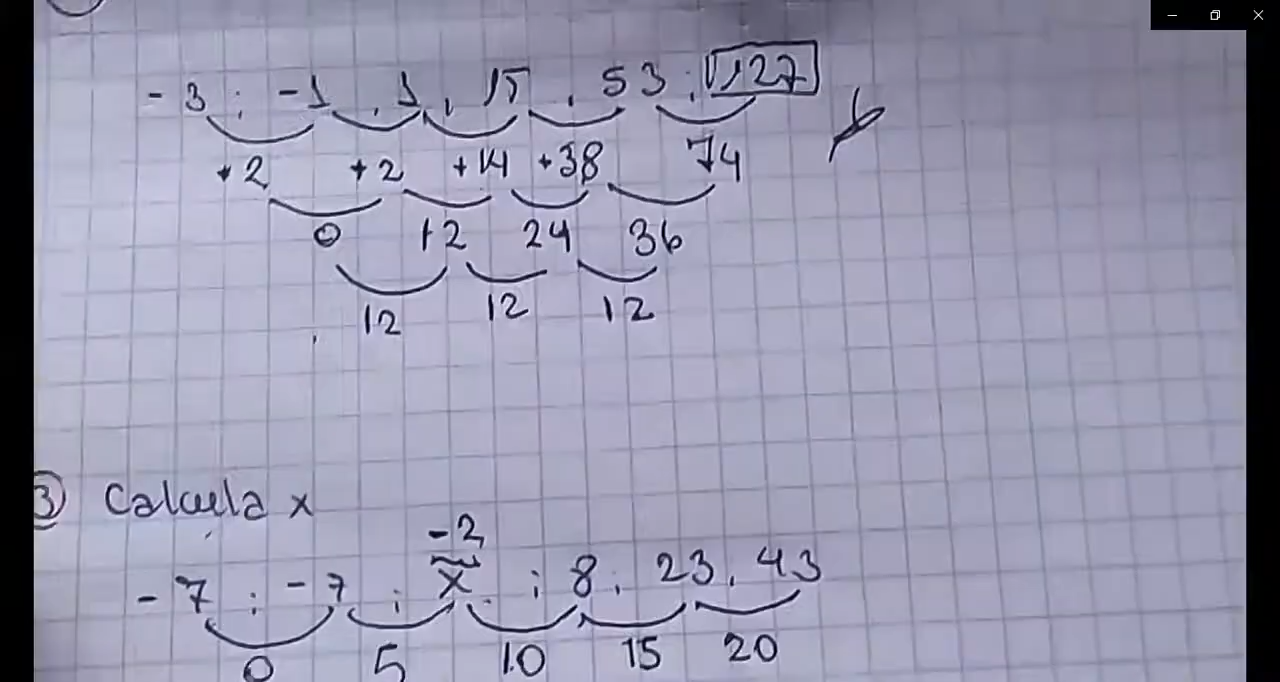 -3 ; -1 , 1 , 15 , 53 ; 127 b
+2 +2 +14 +38 74
0 12 24 36
12 12 12
3 Calcula x
-2
-7 ; -7 ; x ; 8 ; 23 , 43
0 5 10 15 20